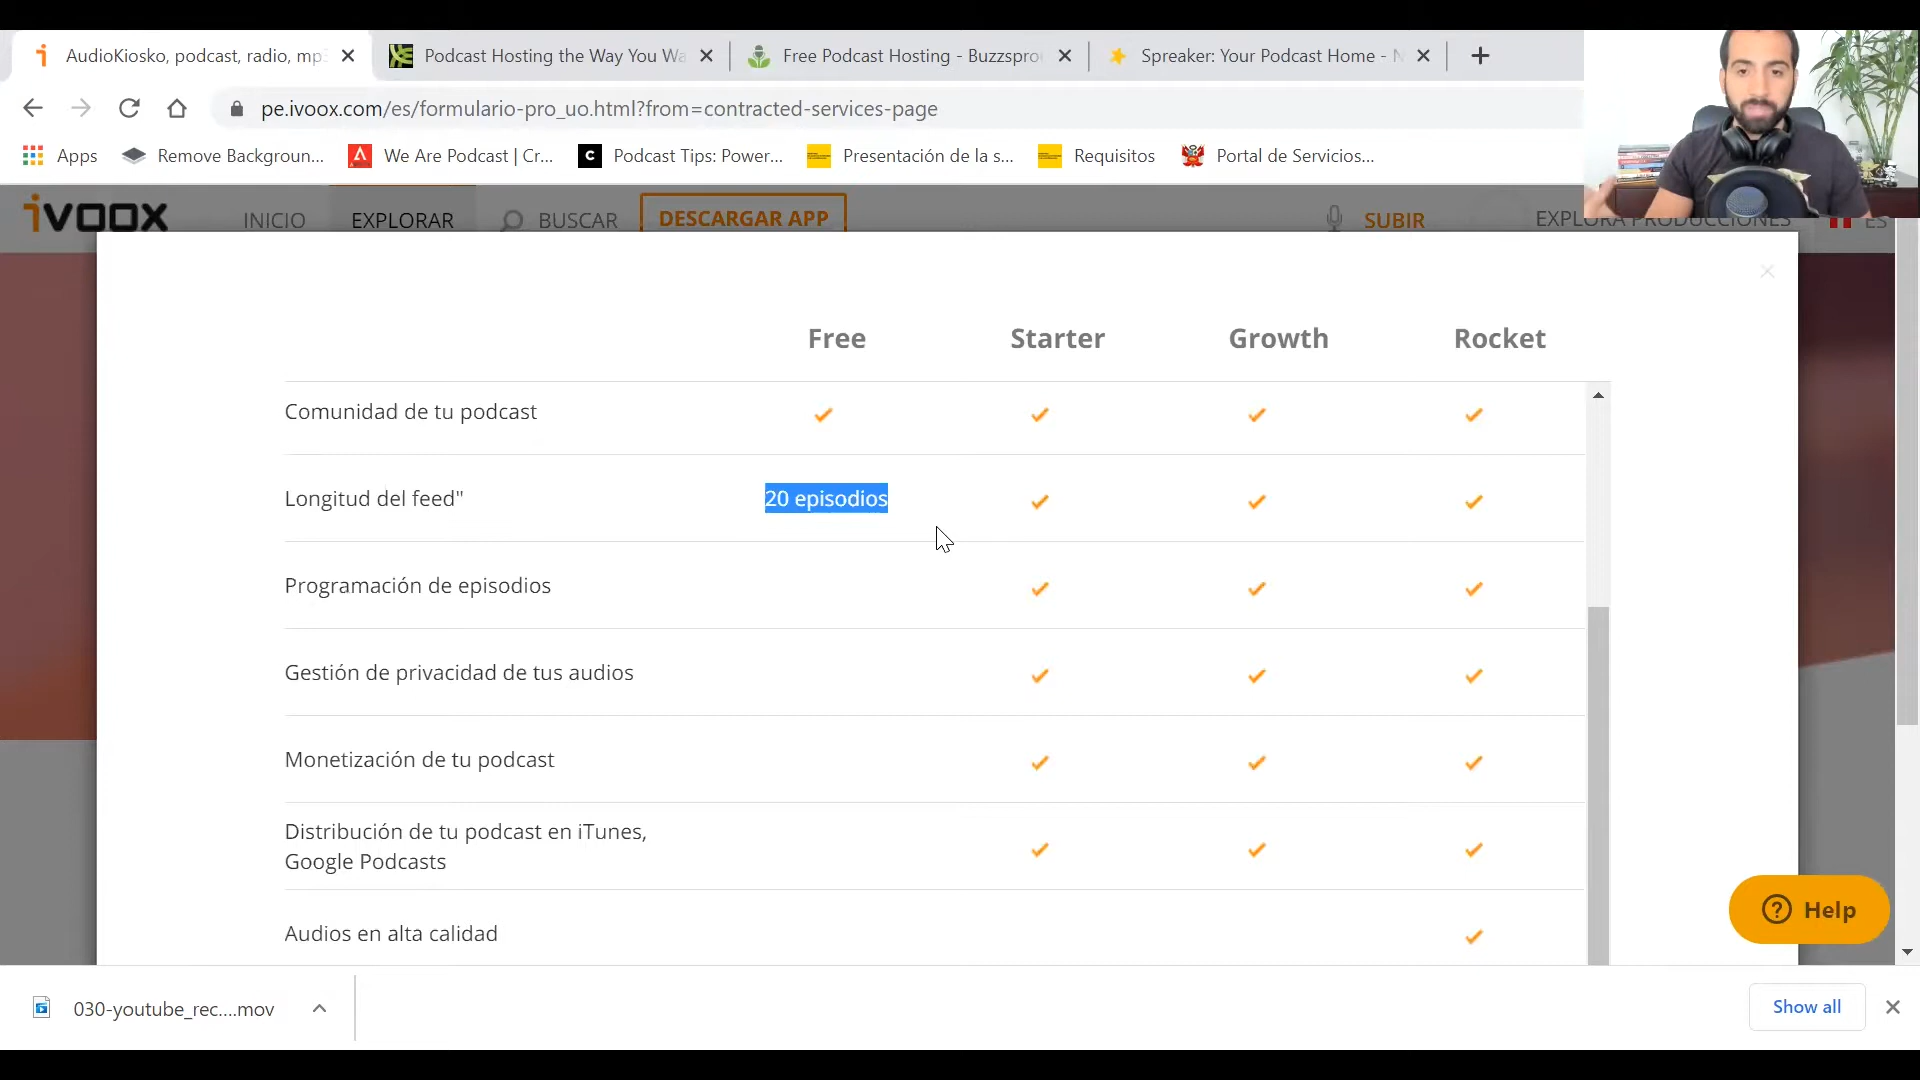 AudioKiosko, podcast, radio, mp3
Podcast Hosting the Way You Wa
Free Podcast Hosting - Buzzspro
Spreaker: Your Podcast Home - N
pe.ivoox.com/es/formulario-pro_uo.html?from=contracted-services-page
Apps
Remove Backgroun...
We Are Podcast | Cr...
Podcast Tips: Power...
Presentación de la s...
Requisitos
Portal de Servicios...
ivoox
INICIO
EXPLORAR
BUSCAR
DESCARGAR APP
SUBIR
EXPLORA PRODUCCIONES
ES
Free Starter Growth Rocket
Comunidad de tu podcast
Longitud del feed" 20 episodios
Programación de episodios
Gestión de privacidad de tus audios
Monetización de tu podcast
Distribución de tu podcast en iTunes,
Google Podcasts
Audios en alta calidad
Help
030-youtube_rec....mov
Show all